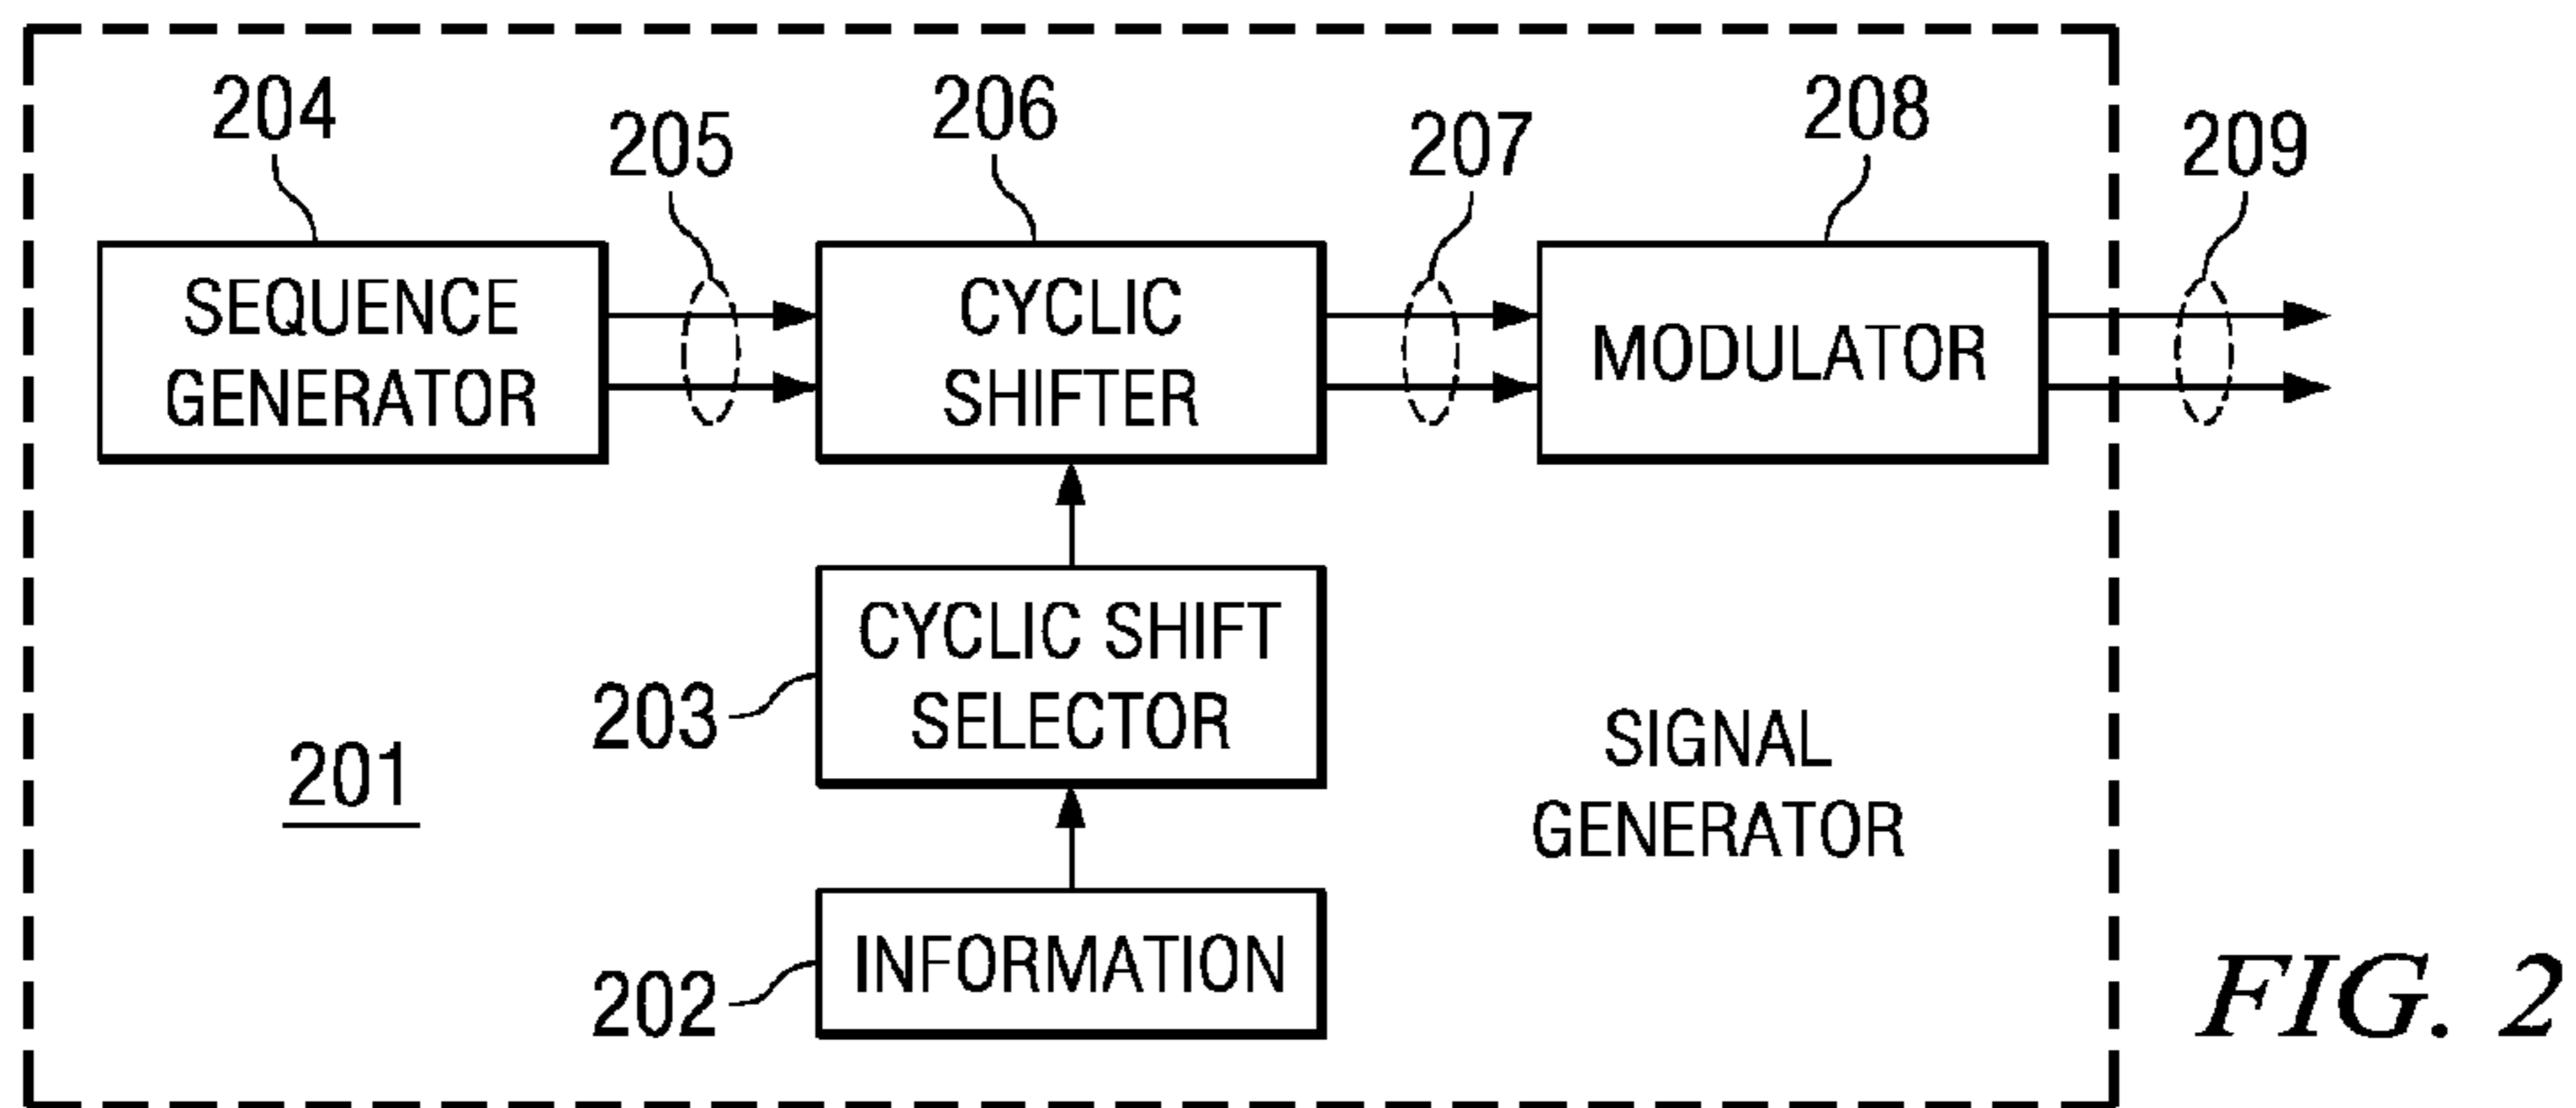 204
205
206
207
208
209
SEQUENCE
GENERATOR
CYCLIC
SHIFTER
MODULATOR
203
CYCLIC SHIFT
SELECTOR
201
SIGNAL
GENERATOR
202
INFORMATION
FIG. 2